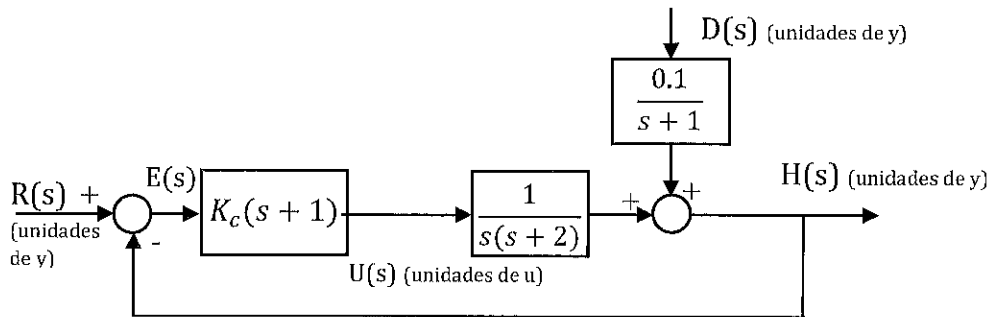 D(s) (unidades de y)
0.1
s + 1
R(s) +
(unidades
de y)
-
E(s)
K_c(s + 1)
U(s) (unidades de u)
1
s(s + 2)
+
+
H(s) (unidades de y)